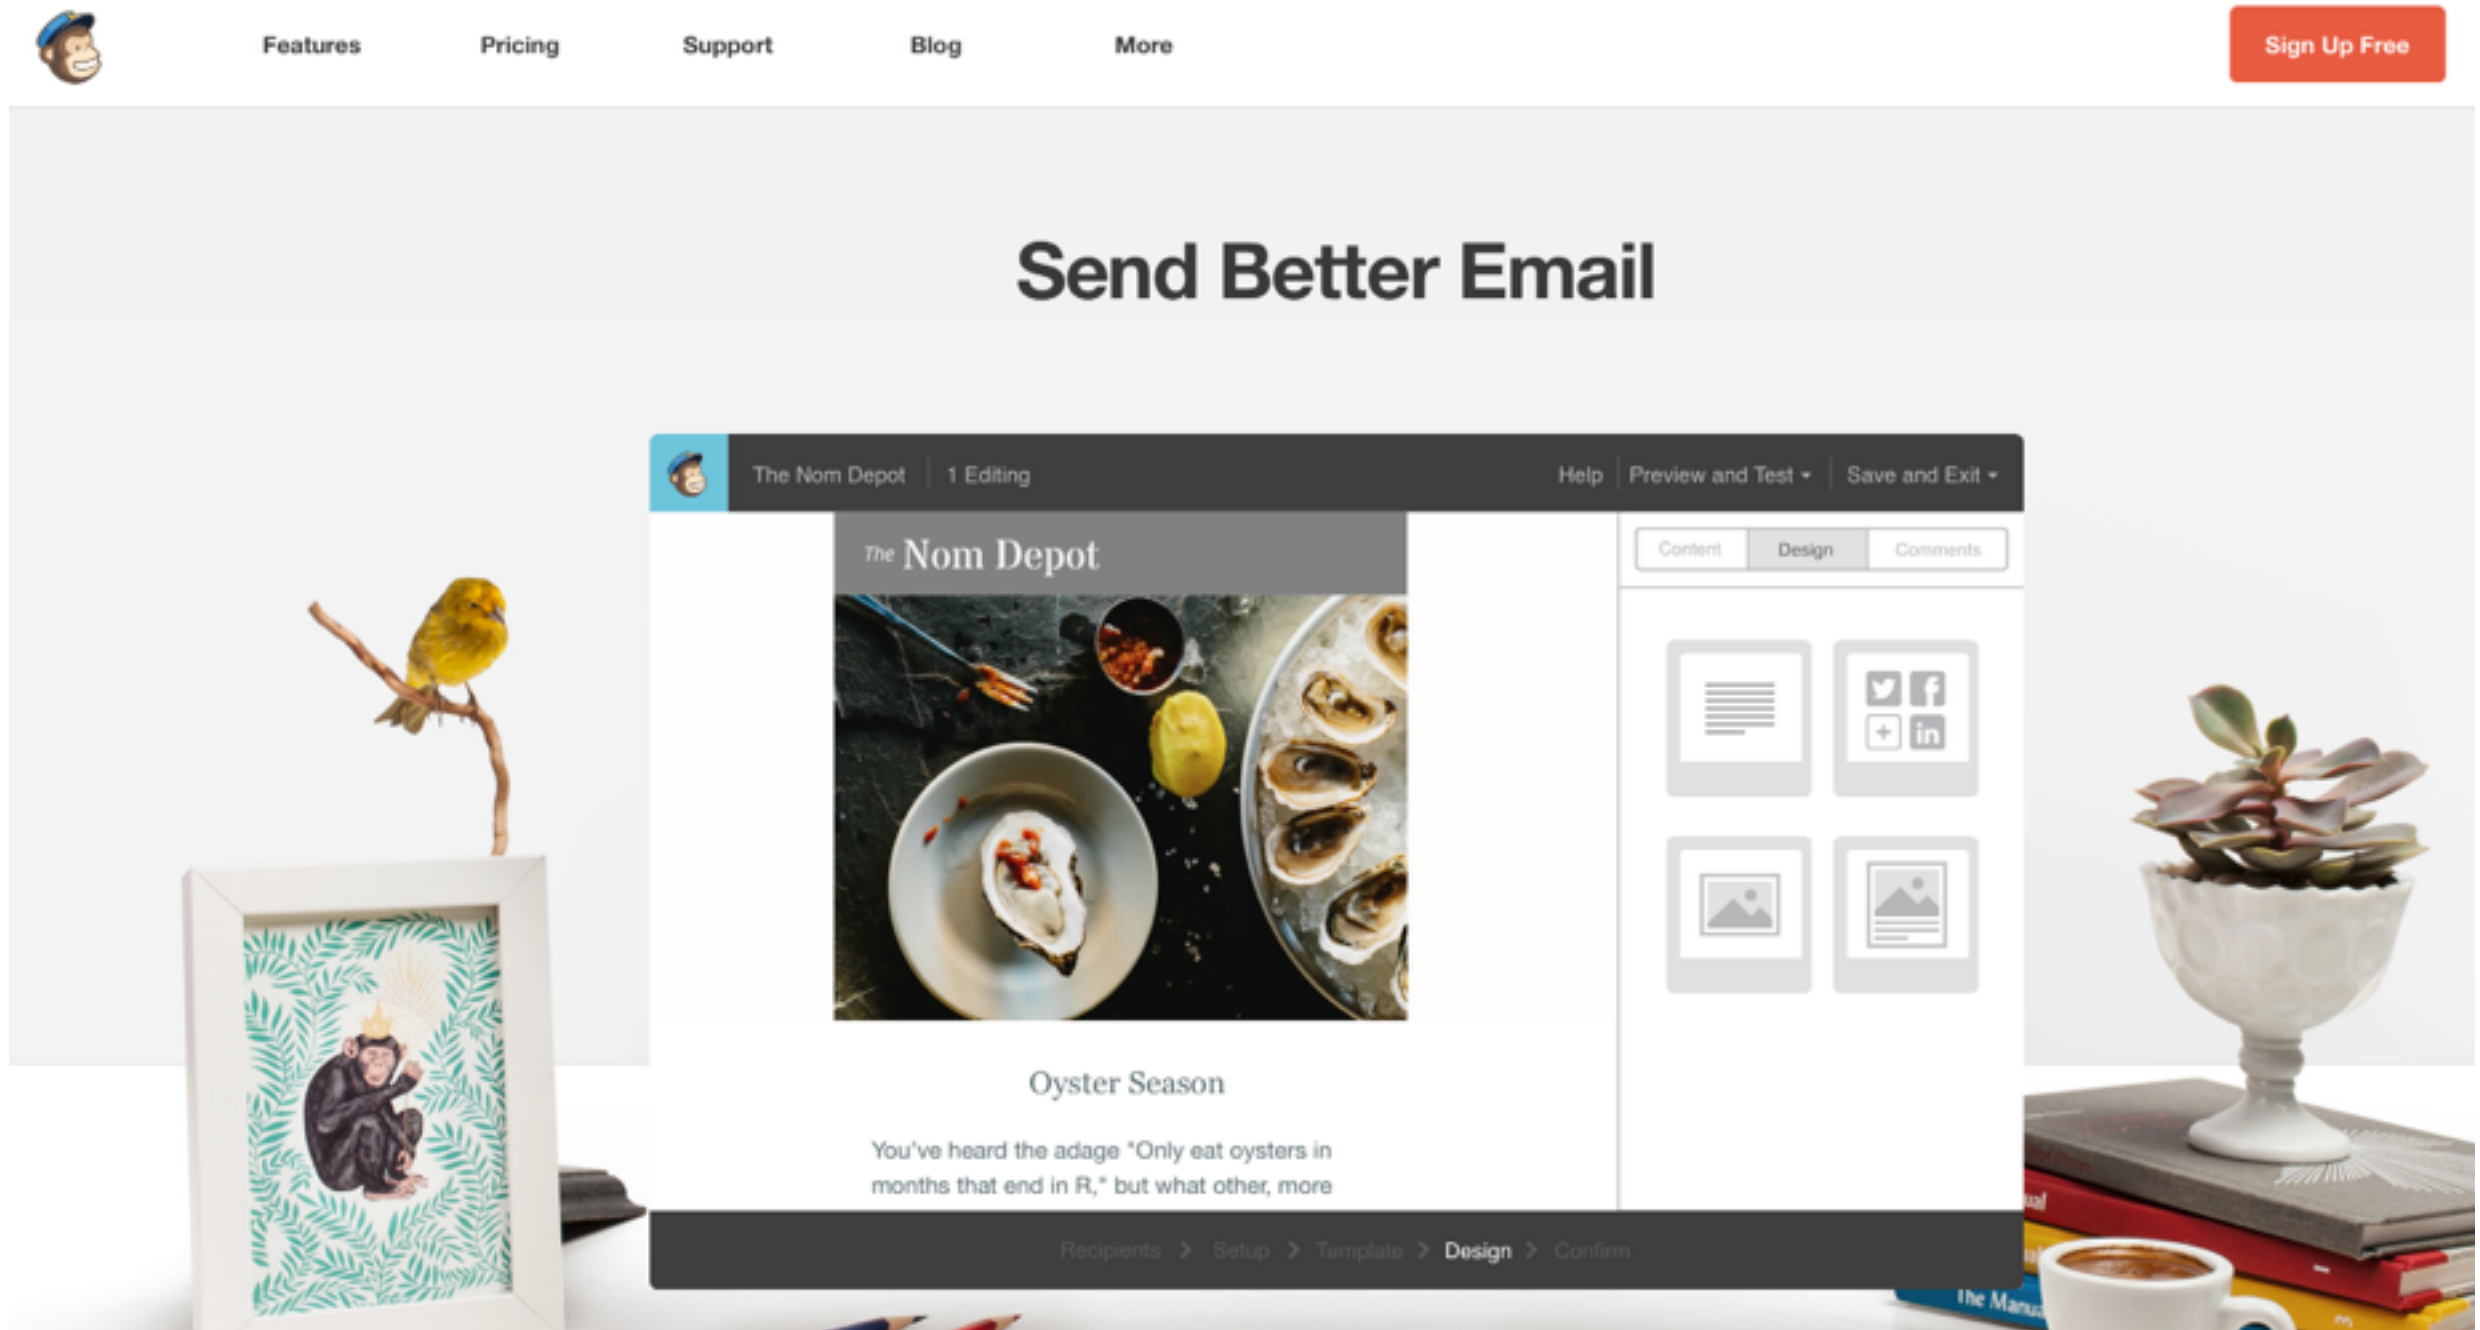 Features
Pricing
Support
Blog
More
Sign Up Free
Send Better Email
The Nom Depot
1 Editing
Help
Preview and Test
Save and Exit
The Nom Depot
Content
Design
Comments
Oyster Season
You've heard the adage "Only eat oysters in
months that end in R," but what other, more
Recipients > Setup > Template > Design > Confirm
The Manua